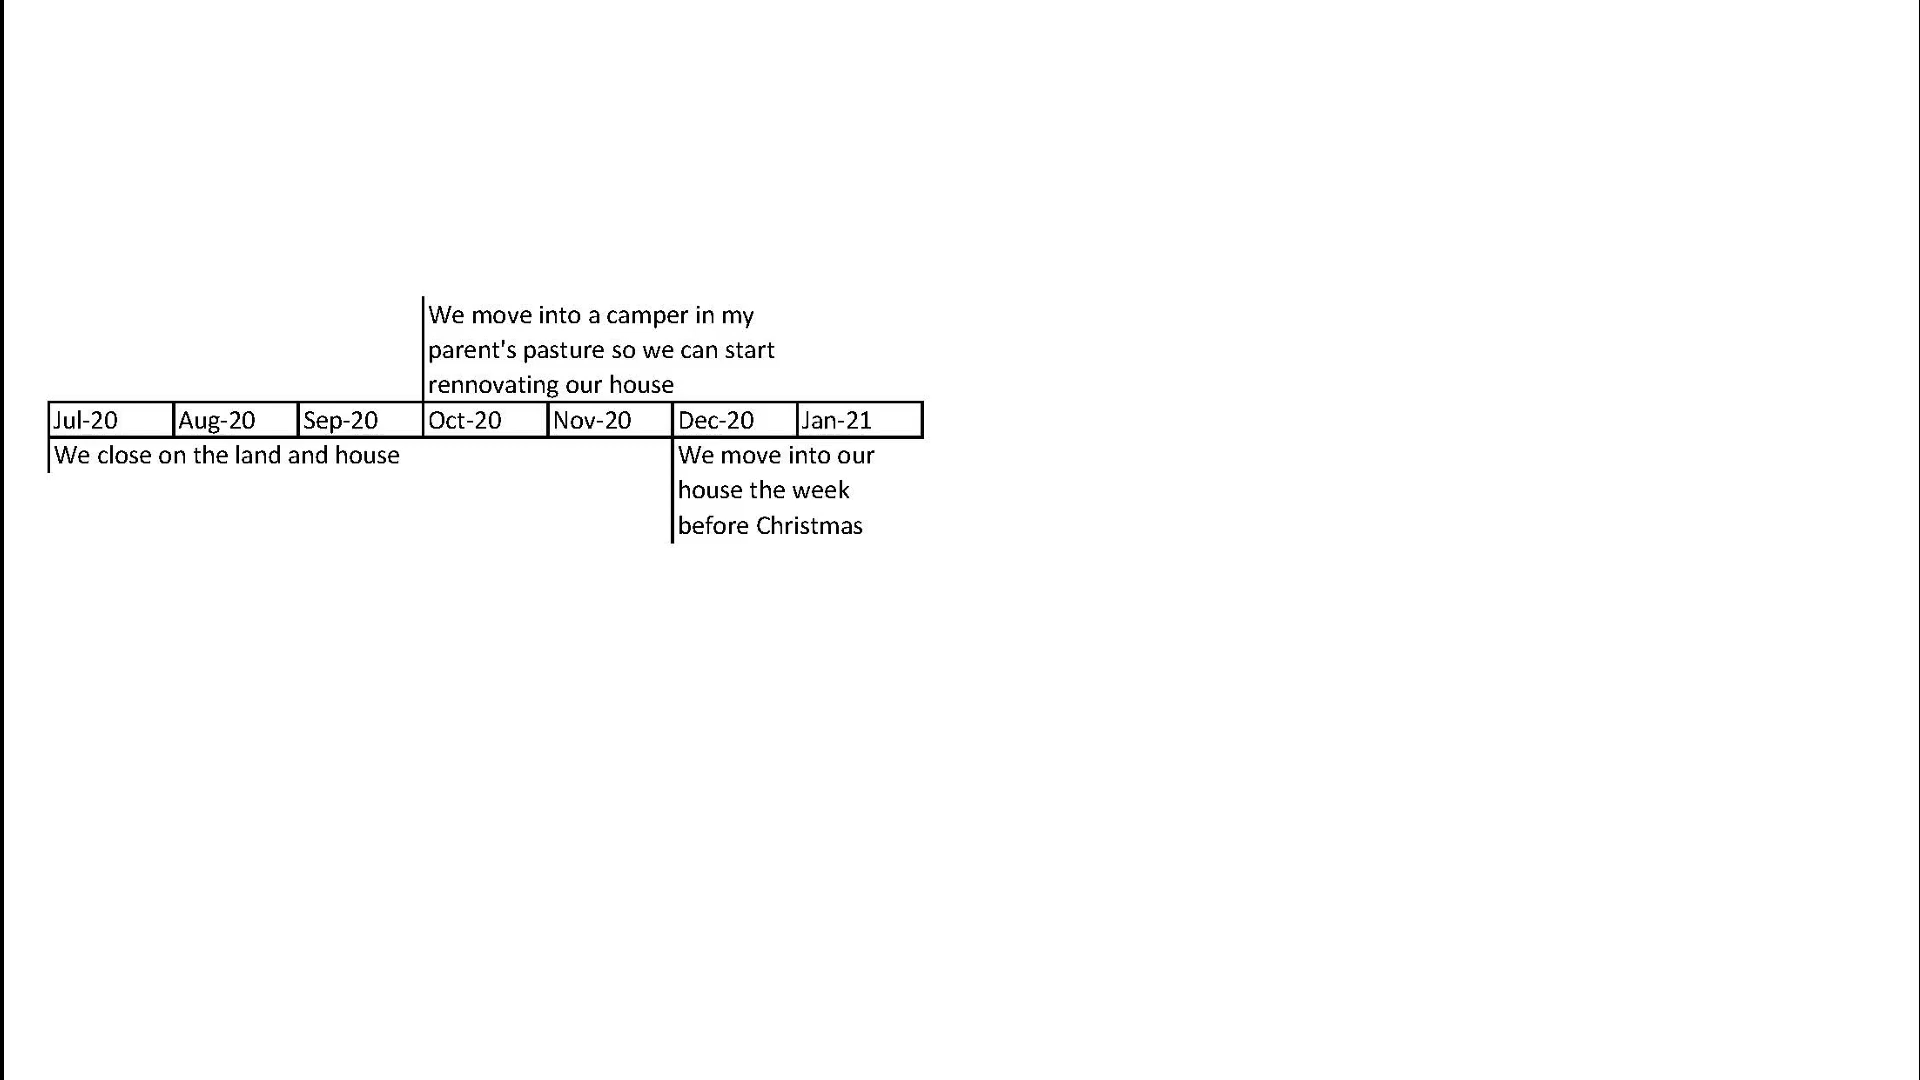 We move into a camper in my
parent's pasture so we can start
rennovating our house
Jul-20 Aug-20 Sep-20 Oct-20 Nov-20 Dec-20 Jan-21
We close on the land and house
We move into our
house the week
before Christmas